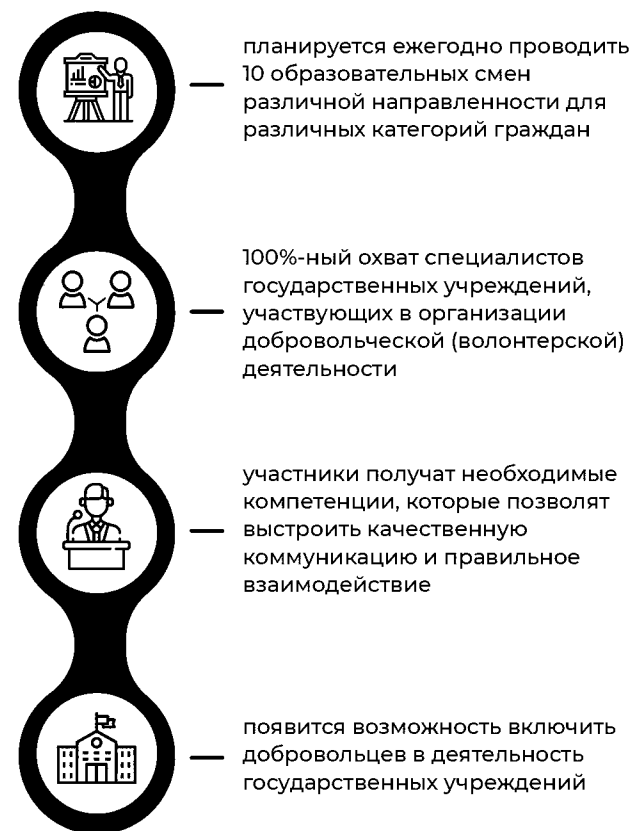 планируется ежегодно проводить
10 образовательных смен
различной направленности для
различных категорий граждан
100%-ный охват специалистов
государственных учреждений,
участвующих в организации
добровольческой (волонтерской)
деятельности
участники получат необходимые
компетенции, которые позволят
выстроить качественную
коммуникацию и правильное
взаимодействие
появится возможность включить
добровольцев в деятельность
государственных учреждений